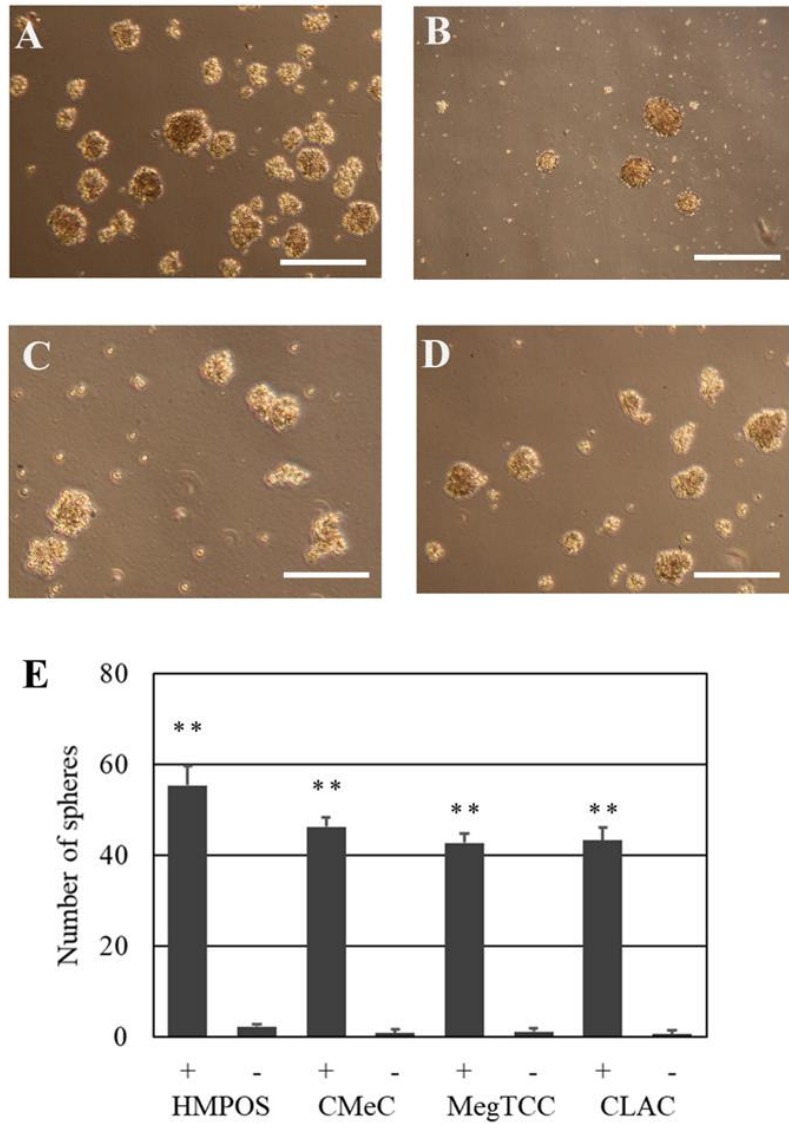 A
B
C
D
E
80
60
40
20
0
Number of spheres
**
**
**
**
+ - + - + - + -
HMPOS CMeC MegTCC CLAC